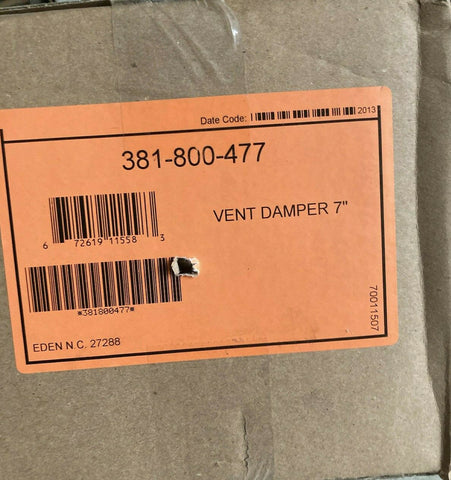 Date Code: 2013
381-800-477
VENT DAMPER 7"
6 72619 11558 3
*381800477*
70011507
EDEN N.C. 27288